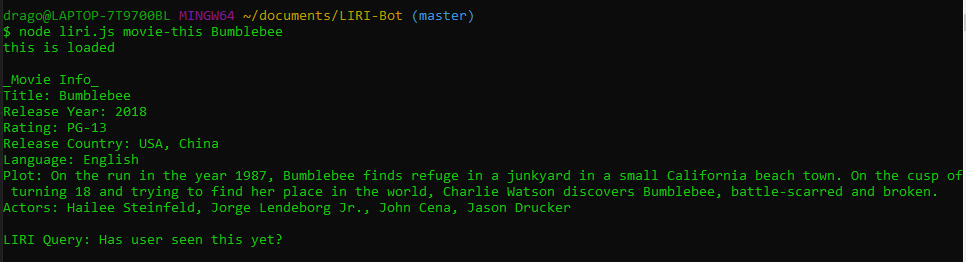 drago@LAPTOP-7T9700BL MINGW64 ~/documents/LIRI-Bot (master)
$ node liri.js movie-this Bumblebee
this is loaded
_Movie Info_
Title: Bumblebee
Release Year: 2018
Rating: PG-13
Release Country: USA, China
Language: English
Plot: On the run in the year 1987, Bumblebee finds refuge in a junkyard in a small California beach town. On the cusp of
turning 18 and trying to find her place in the world, Charlie Watson discovers Bumblebee, battle-scarred and broken.
Actors: Hailee Steinfeld, Jorge Lendeborg Jr., John Cena, Jason Drucker
LIRI Query: Has user seen this yet?